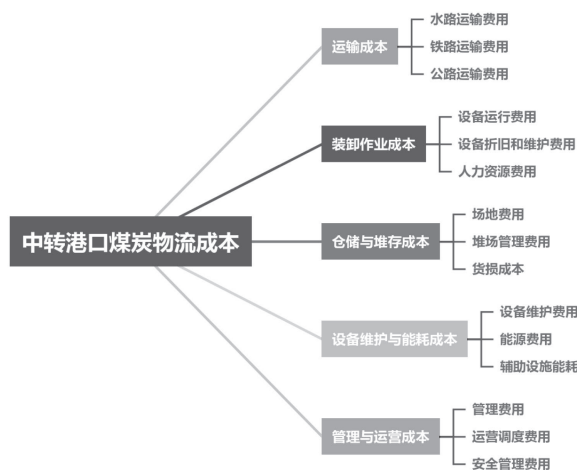 中转港口煤炭物流成本
运输成本
水路运输费用
铁路运输费用
公路运输费用
装卸作业成本
设备运行费用
设备折旧和维护费用
人力资源费用
仓储与堆存成本
场地费用
堆场管理费用
货损成本
设备维护与能耗成本
设备维护费用
能源费用
辅助设施能耗
管理与运营成本
管理费用
运营调度费用
安全管理费用